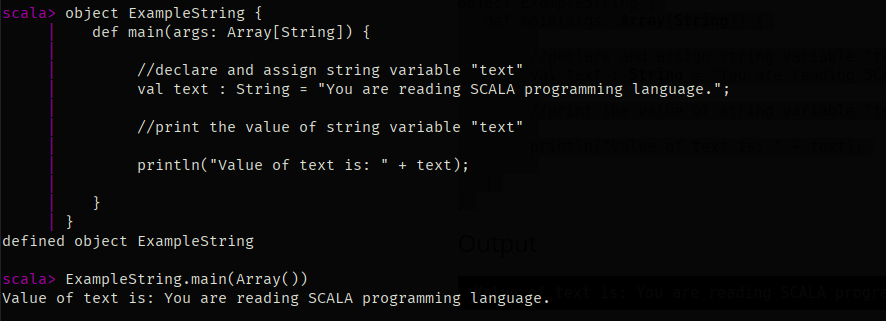 scala> object ExampleString {
     |    def main(args: Array[String]) {
     |
     |         //declare and assign string variable "text"
     |         val text : String = "You are reading SCALA programming language.";
     |
     |         //print the value of string variable "text"
     |
     |         println("Value of text is: " + text);
     |
     |    }
     | }
defined object ExampleString

scala> ExampleString.main(Array())
Value of text is: You are reading SCALA programming language.
Output